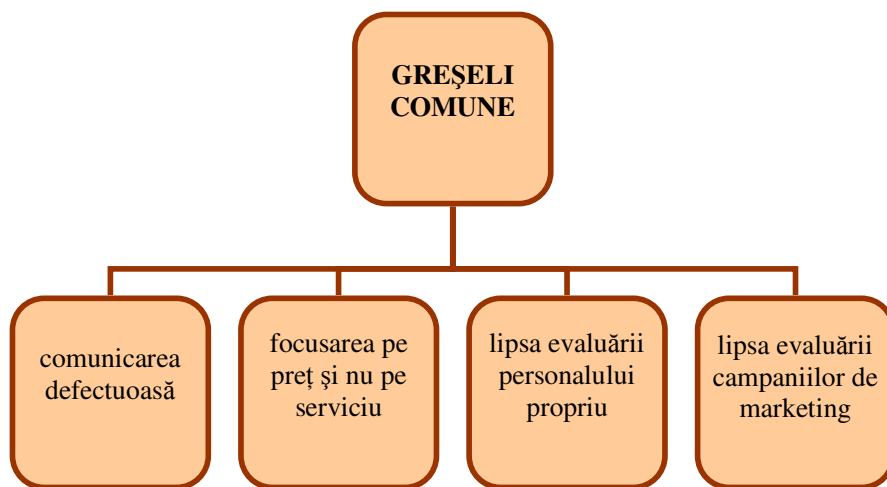 GREŞELI
COMUNE
comunicarea
defectuoasă
focusarea pe
preţ şi nu pe
serviciu
lipsa evaluării
personalului
propriu
lipsa evaluării
campaniilor de
marketing